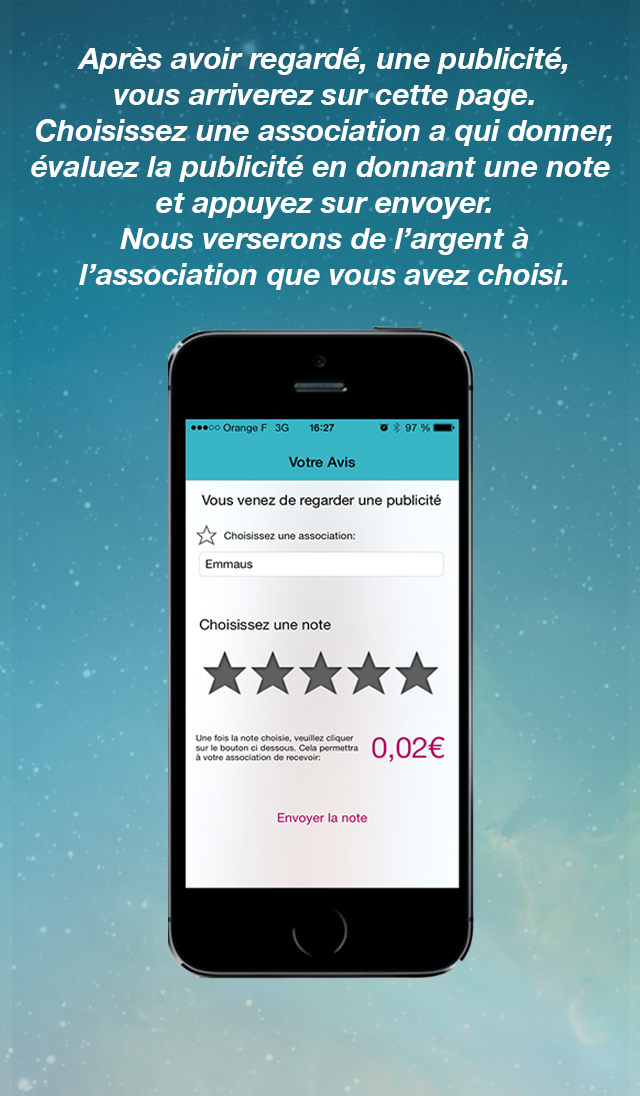 Après avoir regardé, une publicité,
vous arriverez sur cette page.
Choisissez une association a qui donner,
évaluez la publicité en donnant une note
et appuyez sur envoyer.
Nous verserons de l’argent à
l’association que vous avez choisi.
Orange F 3G 16:27 97 %
Votre Avis
Vous venez de regarder une publicité
Choisissez une association:
Emmaus
Choisissez une note
Une fois la note choisie, veuillez cliquer
sur le bouton ci dessous. Cela permettra
à votre association de recevoir:
0,02€
Envoyer la note